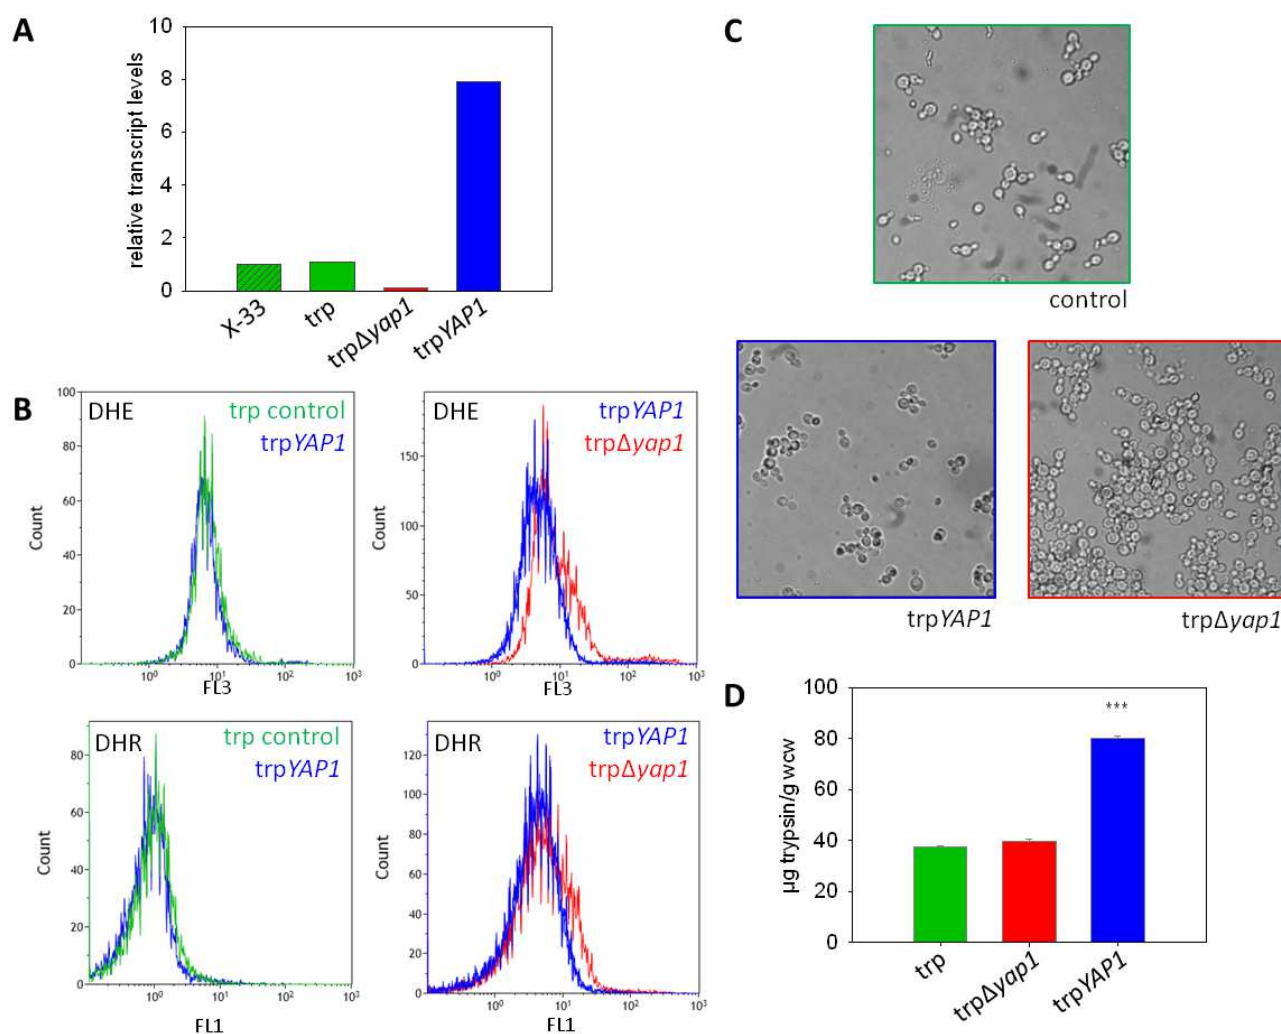 A
relative transcript levels
10
8
6
4
2
0
X-33
trp
trpΔyap1
trpYAP1
B
DHE
trp control
trpYAP1
Count
100
80
60
40
20
0
10⁰
10¹
10²
10³
FL3
DHE
trpYAP1
trpΔyap1
Count
150
100
50
0
10⁰
10¹
10²
10³
FL3
DHR
trp control
trpYAP1
Count
80
60
40
20
0
10⁰
10¹
10²
10³
FL1
DHR
trpYAP1
trpΔyap1
Count
140
120
100
80
60
40
20
0
10⁰
10¹
10²
10³
FL1
C
control
trpYAP1
trpΔyap1
D
µg trypsin/g wcw
100
80
60
40
20
0
***
trp
trpΔyap1
trpYAP1